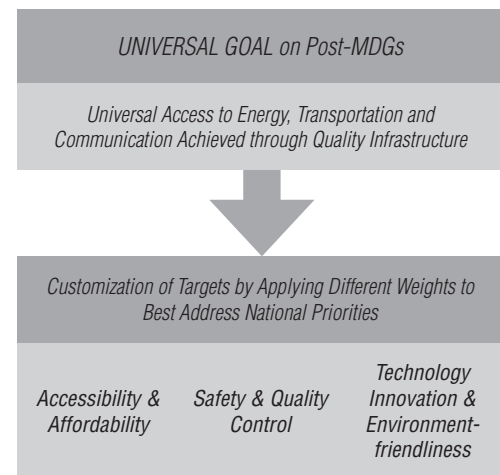 UNIVERSAL GOAL on Post-MDGs
Universal Access to Energy, Transportation and
Communication Achieved through Quality Infrastructure
Customization of Targets by Applying Different Weights to
Best Address National Priorities
Accessibility &
Affordability
Safety & Quality
Control
Technology
Innovation &
Environment-
friendliness